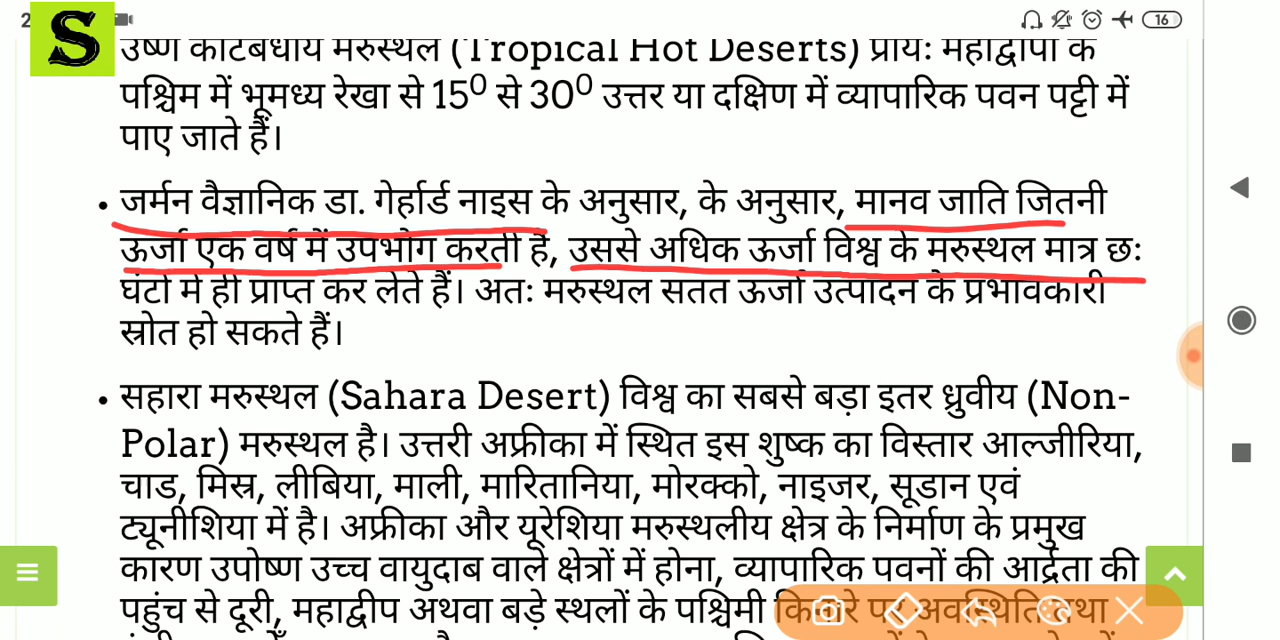 2
S
16
उष्ण कटिबंधीय मरुस्थल (Tropical Hot Deserts) प्रायः महाद्वीपों के
पश्चिम में भूमध्य रेखा से 15⁰ से 30⁰ उत्तर या दक्षिण में व्यापारिक पवन पट्टी में
पाए जाते हैं।
• जर्मन वैज्ञानिक डा. गेर्हार्ड नाइस के अनुसार, के अनुसार, मानव जाति जितनी
ऊर्जा एक वर्ष में उपभोग करती है, उससे अधिक ऊर्जा विश्व के मरुस्थल मात्र छः
घंटों में ही प्राप्त कर लेते हैं। अतः मरुस्थल सतत ऊर्जा उत्पादन के प्रभावकारी
स्रोत हो सकते हैं।
• सहारा मरुस्थल (Sahara Desert) विश्व का सबसे बड़ा इतर ध्रुवीय (Non-
Polar) मरुस्थल है। उत्तरी अफ्रीका में स्थित इस शुष्क का विस्तार आल्जीरिया,
चाड, मिस्र, लीबिया, माली, मारितानिया, मोरक्को, नाइजर, सूडान एवं
ट्यूनीशिया में है। अफ्रीका और यूरेशिया मरुस्थलीय क्षेत्र के निर्माण के प्रमुख
कारण उपोष्ण उच्च वायुदाब वाले क्षेत्रों में होना, व्यापारिक पवनों की आर्द्रता की
पहुंच से दूरी, महाद्वीप अथवा बड़े स्थलों के पश्चिमी किनारे पर अवस्थिति तथा